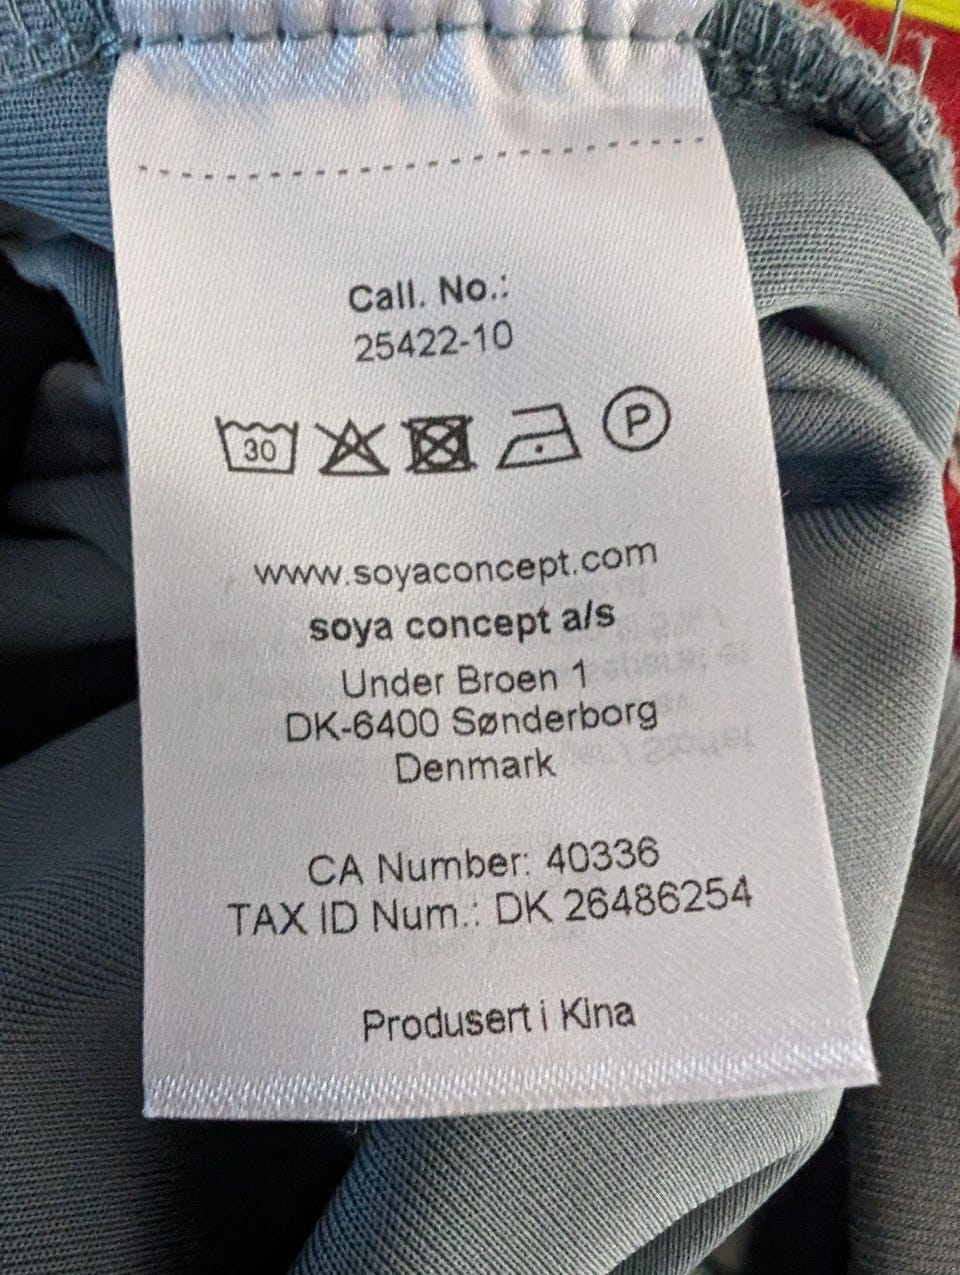 Call. No.:
25422-10
30 P
www.soyaconcept.com
soya concept a/s
Under Broen 1
DK-6400 Sønderborg
Denmark
CA Number: 40336
TAX ID Num.: DK 26486254
Produsert i Kina